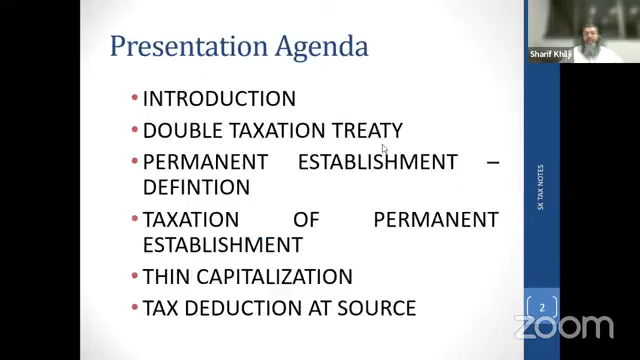 Presentation Agenda
Sharif Khilji
• INTRODUCTION
• DOUBLE TAXATION TREATY
• PERMANENT ESTABLISHMENT –
DEFINTION
• TAXATION OF PERMANENT
ESTABLISHMENT
• THIN CAPITALIZATION
• TAX DEDUCTION AT SOURCE
SK TAX NOTES
2
zoom